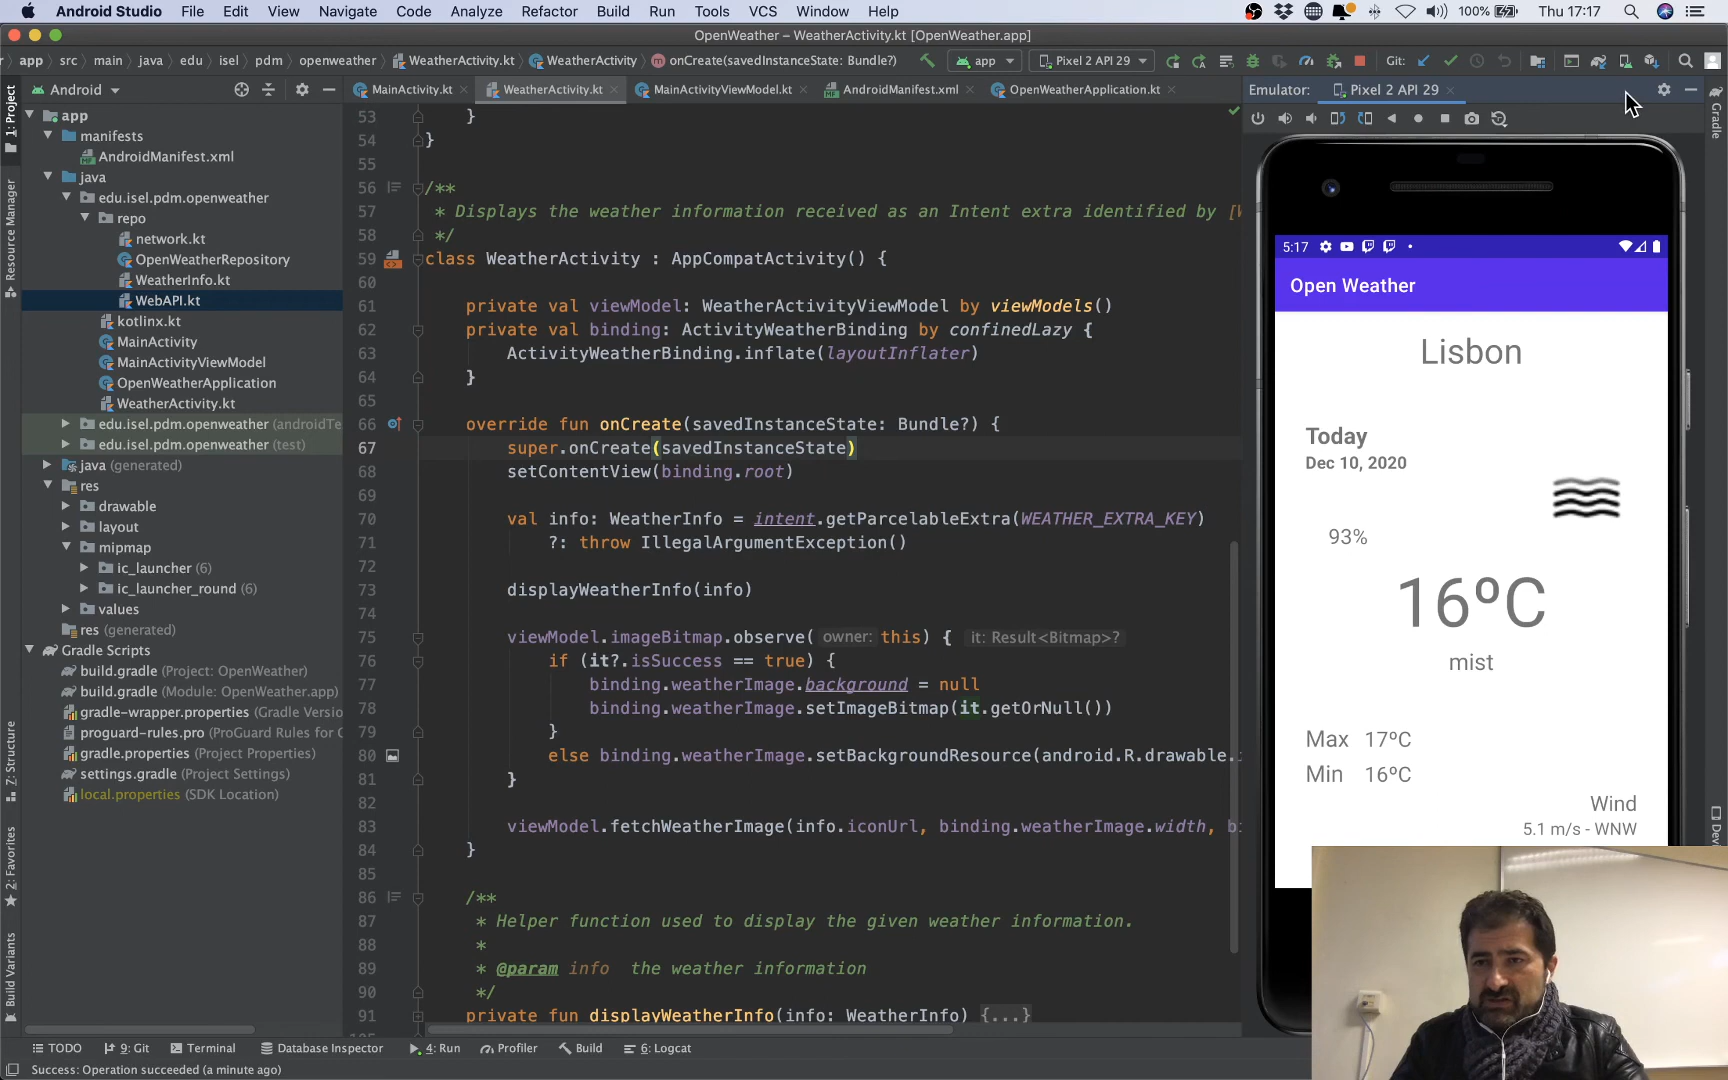 Android Studio File Edit View Navigate Code Analyze Refactor Build Run Tools VCS Window Help 100% Thu 17:17
OpenWeather – WeatherActivity.kt [OpenWeather.app]
app src main java edu isel pdm openweather WeatherActivity.kt WeatherActivity onCreate(savedInstanceState: Bundle?) app Pixel 2 API 29 Git:
Android
MainActivity.kt WeatherActivity.kt MainActivityViewModel.kt AndroidManifest.xml OpenWeatherApplication.kt
Emulator: Pixel 2 API 29
1: Project
Resource Manager
Z: Structure
2: Favorites
Build Variants
app
manifests
AndroidManifest.xml
java
edu.isel.pdm.openweather
repo
network.kt
OpenWeatherRepository
WeatherInfo.kt
WebAPI.kt
kotlinx.kt
MainActivity
MainActivityViewModel
OpenWeatherApplication
WeatherActivity.kt
edu.isel.pdm.openweather (androidTe
edu.isel.pdm.openweather (test)
java (generated)
res
drawable
layout
mipmap
ic_launcher (6)
ic_launcher_round (6)
values
res (generated)
Gradle Scripts
build.gradle (Project: OpenWeather)
build.gradle (Module: OpenWeather.app)
gradle-wrapper.properties (Gradle Versio
proguard-rules.pro (ProGuard Rules for
gradle.properties (Project Properties)
settings.gradle (Project Settings)
local.properties (SDK Location)
53 }
54 }
55
56 /**
57 * Displays the weather information received as an Intent extra identified by [
58 */
59 class WeatherActivity : AppCompatActivity() {
60
61 private val viewModel: WeatherActivityViewModel by viewModels()
62 private val binding: ActivityWeatherBinding by confinedLazy {
63 ActivityWeatherBinding.inflate(layoutInflater)
64 }
65
66 override fun onCreate(savedInstanceState: Bundle?) {
67 super.onCreate(savedInstanceState)
68 setContentView(binding.root)
69
70 val info: WeatherInfo = intent.getParcelableExtra(WEATHER_EXTRA_KEY)
71 ?: throw IllegalArgumentException()
72
73 displayWeatherInfo(info)
74
75 viewModel.imageBitmap.observe( owner: this) { it: Result<Bitmap>?
76 if (it?.isSuccess == true) {
77 binding.weatherImage.background = null
78 binding.weatherImage.setImageBitmap(it.getOrNull())
79 }
80 else binding.weatherImage.setBackgroundResource(android.R.drawable.
81 }
82
83 viewModel.fetchWeatherImage(info.iconUrl, binding.weatherImage.width, b
84 }
85
86 /**
87 * Helper function used to display the given weather information.
88 *
89 * @param info the weather information
90 */
91 private fun displayWeatherInfo(info: WeatherInfo) {...}
5:17
Open Weather
Lisbon
Today
Dec 10, 2020
93%
16ºC
mist
Max 17ºC
Min 16ºC
Wind
5.1 m/s - WNW
Gradle
TODO 9: Git Terminal Database Inspector 4: Run Profiler Build 6: Logcat
Success: Operation succeeded (a minute ago)